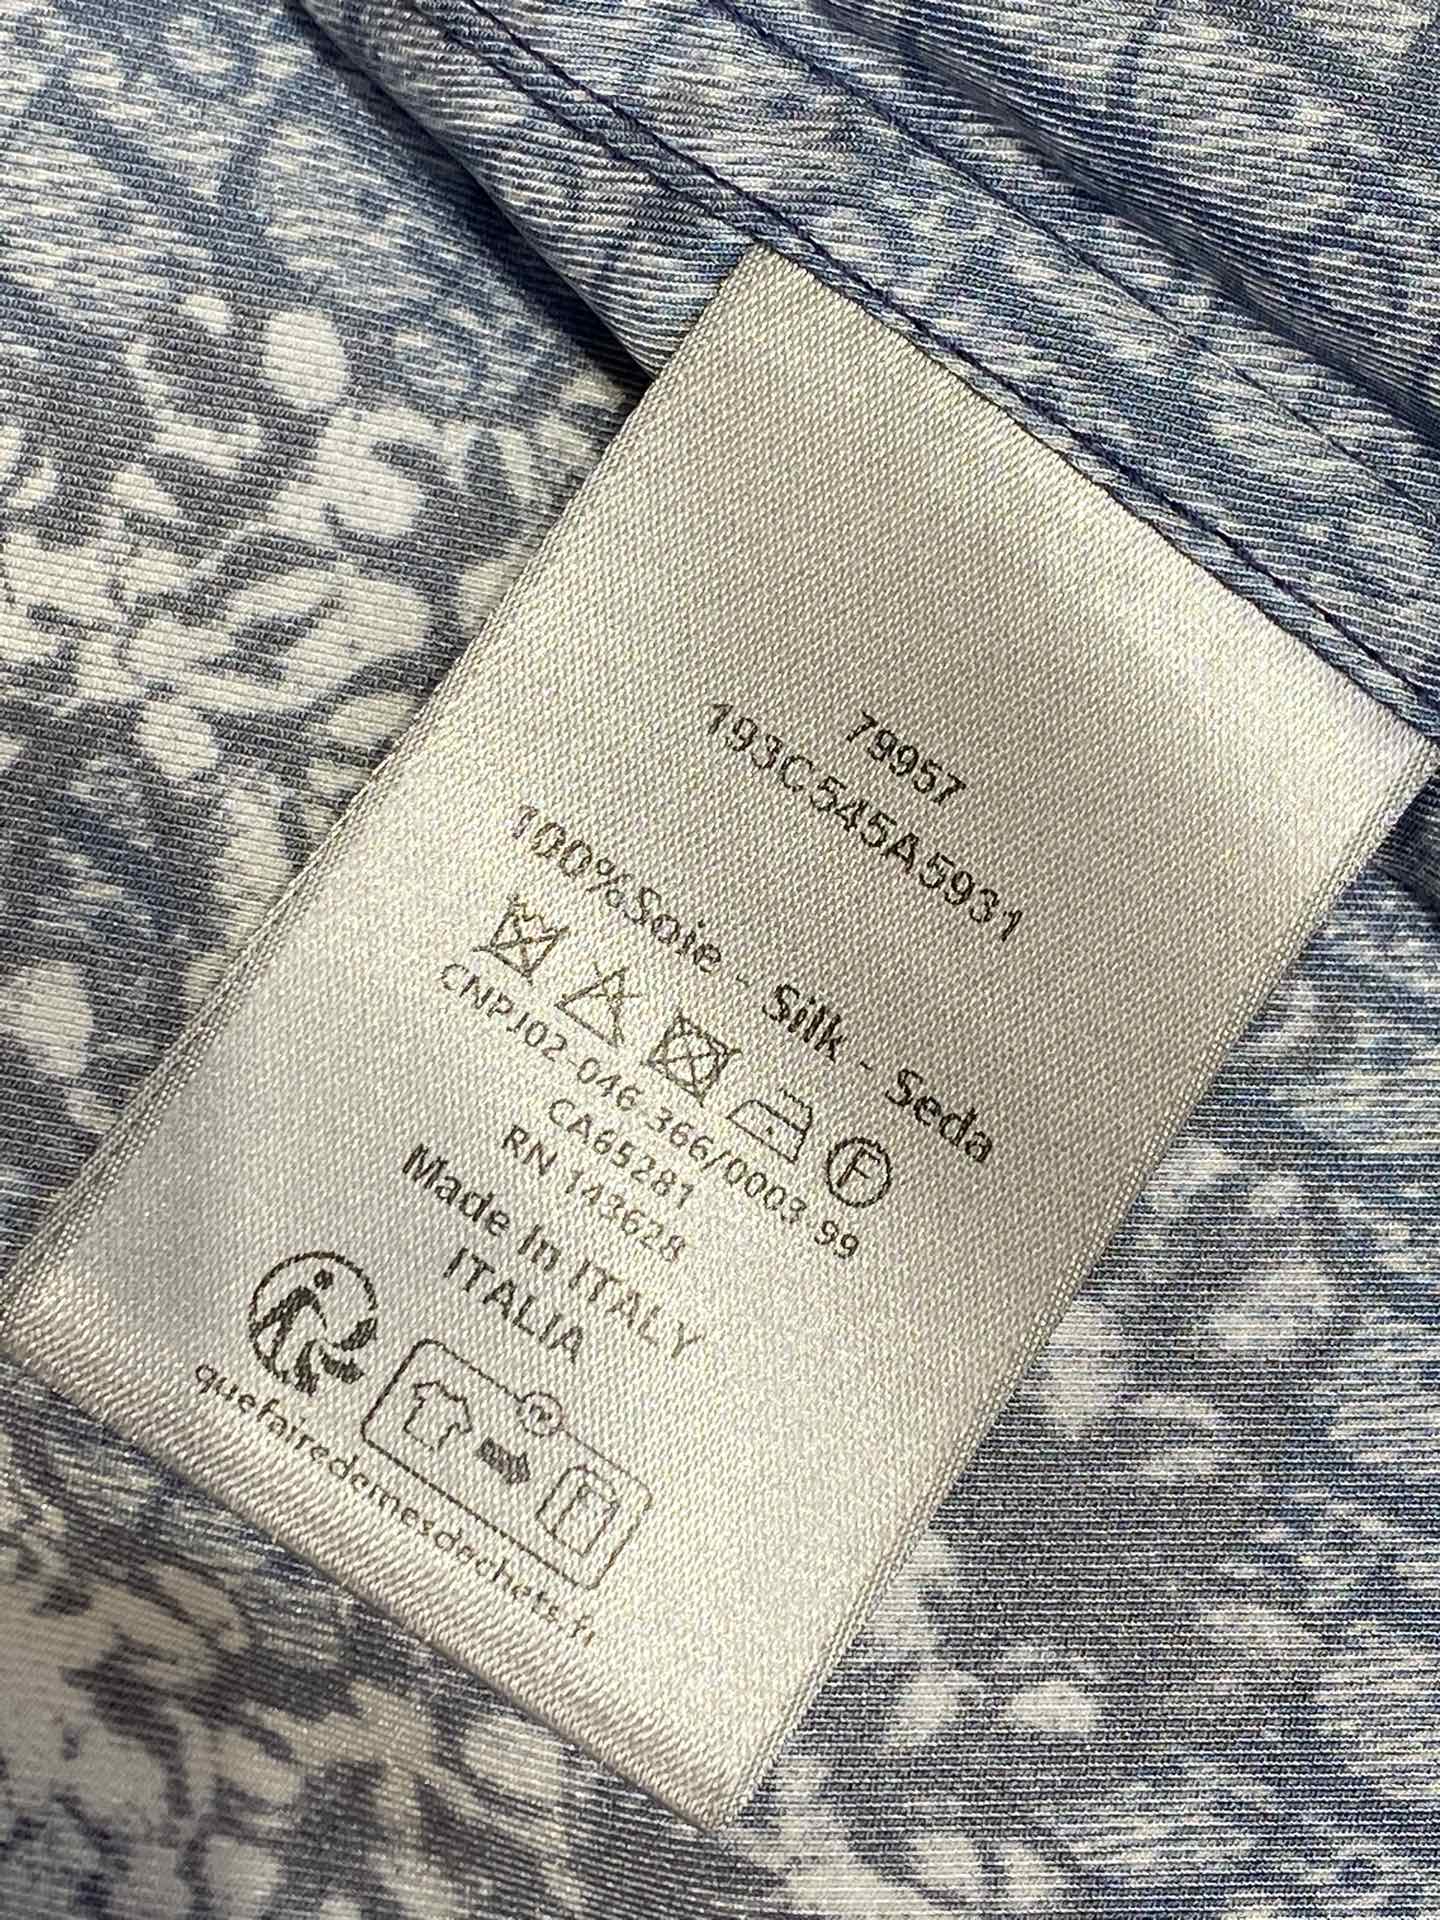 79957
193C545A5931
100%Soie - Silk - Seda
F
CNPJ02-046-366/0003-99
CA65281
RN 143628
Made In ITALY
ITALIA
quefairedemesdechets.fr